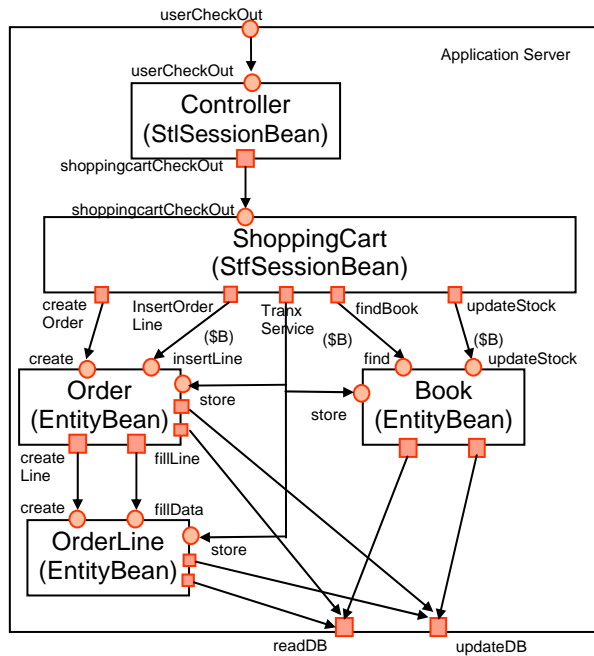 userCheckOut
Application Server
userCheckOut
Controller
(StlSessionBean)
shoppingcartCheckOut
shoppingcartCheckOut
ShoppingCart
(StfSessionBean)
create
Order
InsertOrder
Line
Tranx
Service
findBook
updateStock
($B)
($B)
($B)
create
insertLine
find
updateStock
Order
(EntityBean)
store
store
Book
(EntityBean)
create
Line
fillLine
create
fillData
OrderLine
(EntityBean)
store
readDB
updateDB